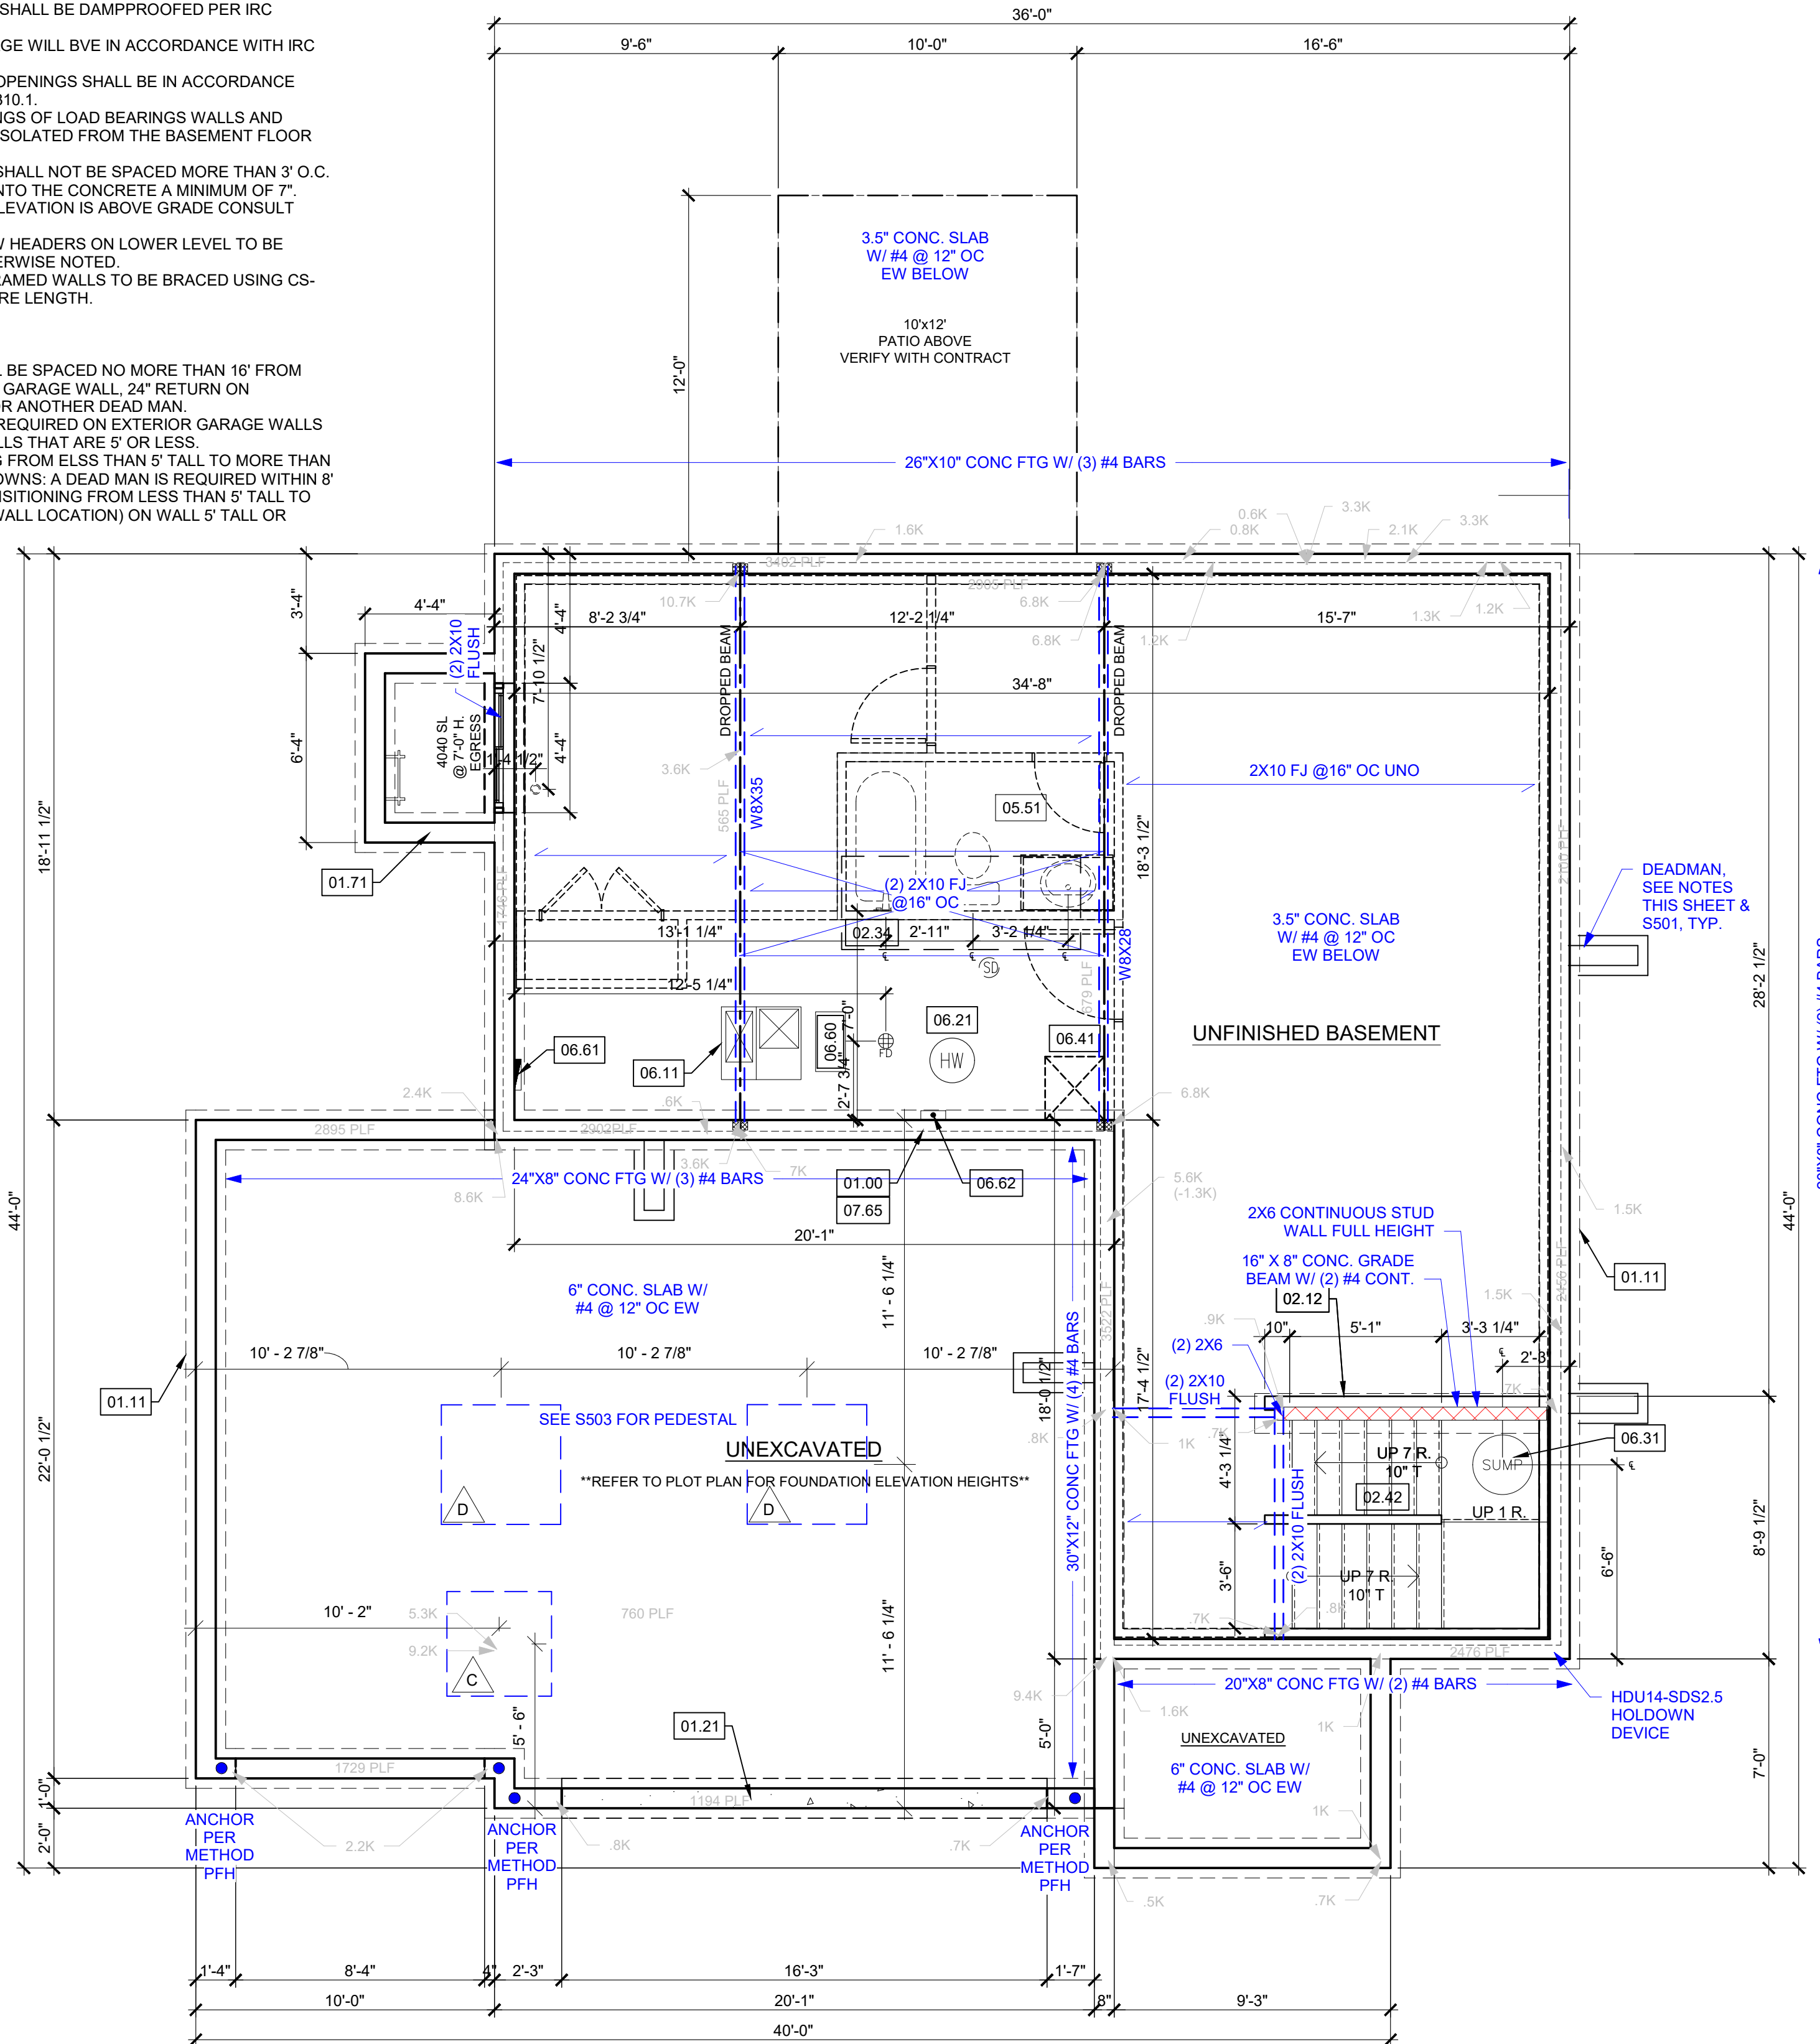 SHALL BE DAMPPROOFED PER IRC
GE WILL BVE IN ACCORDANCE WITH IRC
OPENINGS SHALL BE IN ACCORDANCE
310.1.
NGS OF LOAD BEARINGS WALLS AND
SOLATED FROM THE BASEMENT FLOOR
SHALL NOT BE SPACED MORE THAN 3' O.C.
NTO THE CONCRETE A MINIMUM OF 7".
LEVATION IS ABOVE GRADE CONSULT
W HEADERS ON LOWER LEVEL TO BE
ERWISE NOTED.
RAMED WALLS TO BE BRACED USING CS-
RE LENGTH.
L BE SPACED NO MORE THAN 16' FROM
GARAGE WALL, 24" RETURN ON
OR ANOTHER DEAD MAN.
REQUIRED ON EXTERIOR GARAGE WALLS
LLS THAT ARE 5' OR LESS.
G FROM ELSS THAN 5' TALL TO MORE THAN
OWNS: A DEAD MAN IS REQUIRED WITHIN 8'
SITIONING FROM LESS THAN 5' TALL TO
WALL LOCATION) ON WALL 5' TALL OR
36'-0"
9'-6"
10'-0"
16'-6"
3.5" CONC. SLAB
W/ #4 @ 12" OC
EW BELOW
10'x12'
PATIO ABOVE
VERIFY WITH CONTRACT
12'-0"
26"X10" CONC FTG W/ (3) #4 BARS
1.6K
0.8K
0.6K
3.3K
2.1K
3.3K
3402 PLF
2905 PLF
10.7K
6.8K
6.8K
1.2K
1.3K
1.2K
3'-4"
4'-4"
(2) 2X10
FLUSH
7'-10 1/2"
4'-4"
8'-2 3/4"
12'-2 1/4"
15'-7"
DROPPED BEAM
DROPPED BEAM
34'-8"
6'-4"
4040 SL
@ 7'-0" H.
EGRESS
1'-4 1/2"
4'-4"
3.6K
565 PLF
W8X35
2X10 FJ @16" OC UNO
05.51
18'-11 1/2"
18'-3 1/2"
2100 PLF
01.71
1740 PLF
(2) 2X10 FJ
@16" OC
DEADMAN,
SEE NOTES
THIS SHEET &
S501, TYP.
3.5" CONC. SLAB
W/ #4 @ 12" OC
EW BELOW
13'-1 1/4"
02.34
2'-11"
3'-2 1/4"
SD
W8X28
679 PLF
12'-5 1/4"
28'-2 1/2"
UNFINISHED BASEMENT
06.61
06.11
06.60
7'-0"
2'-7 3/4"
FD
06.21
HW
06.41
2.4K
.6K
6.8K
2895 PLF
2902PLF
3.6K
.7K
8.6K
24"X8" CONC FTG W/ (3) #4 BARS
01.00
07.65
06.62
5.6K
(-1.3K)
1.5K
44'-0"
44'-0"
20'-1"
2X6 CONTINUOUS STUD
WALL FULL HEIGHT
16" X 8" CONC. GRADE
BEAM W/ (2) #4 CONT.
02.12
01.11
6" CONC. SLAB W/
#4 @ 12" OC EW
11' - 6 1/4"
3522 PLF
2456 PLF
1.5K
.9K
10"
5'-1"
3'-3 1/4"
(2) 2X6
2'-3"
10' - 2 7/8"
10' - 2 7/8"
10' - 2 7/8"
01.11
18'-0 1/2"
30"X12" CONC FTG W/ (4) #4 BARS
17'-4 1/2"
(2) 2X10
FLUSH
.7K
SEE S503 FOR PEDESTAL
.8K
1K
.7K
22'-0 1/2"
UNEXCAVATED
**REFER TO PLOT PLAN FOR FOUNDATION ELEVATION HEIGHTS**
D
D
4'-3 1/4"
UP 7 R.
10" T
SUMP
06.31
02.42
UP 1 R.
(2) 2X10 FLUSH
3'-6"
UP 7 R.
10" T
6'-6"
8'-9 1/2"
10' - 2"
5.3K
9.2K
C
760 PLF
11' - 6 1/4"
.7K
.8K
2476 PLF
5' - 6"
01.21
9.4K
20"X8" CONC FTG W/ (2) #4 BARS
1.6K
1K
HDU14-SDS2.5
HOLDOWN
DEVICE
5'-0"
UNEXCAVATED
6" CONC. SLAB W/
#4 @ 12" OC EW
7'-0"
1729 PLF
1'-0"
1194 PLF
1K
ANCHOR
PER
METHOD
PFH
2.2K
ANCHOR
PER
METHOD
PFH
.8K
.7K
ANCHOR
PER
METHOD
PFH
2'-0"
.5K
.7K
1'-4"
8'-4"
4"
2'-3"
16'-3"
1'-7"
10'-0"
20'-1"
8"
9'-3"
40'-0"